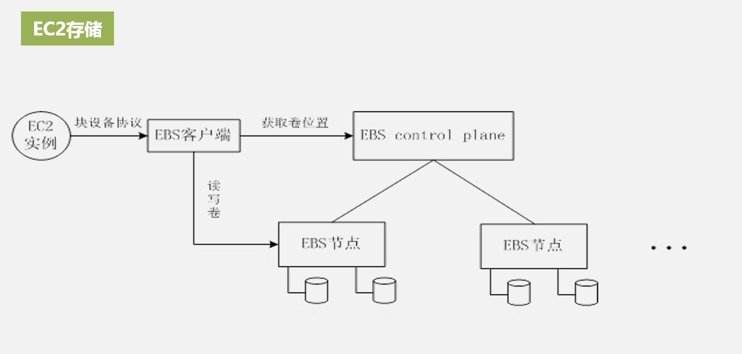 EC2存储
EC2
实例
块设备协议
EBS客户端
获取卷位置
EBS control plane
读
写
卷
EBS节点
EBS节点
...